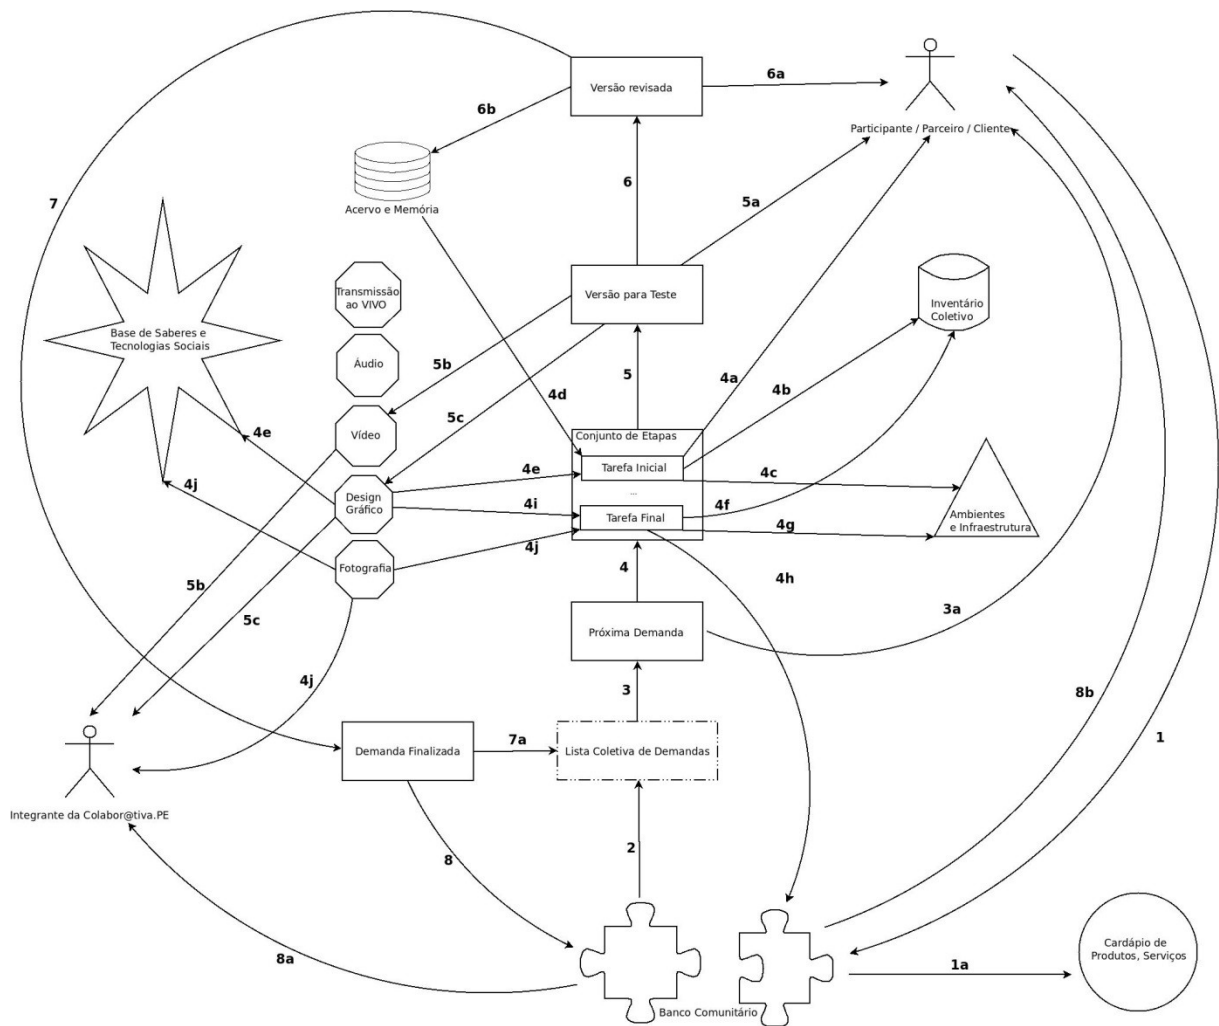 6a
Versão revisada
6b
Participante / Parceiro / Cliente
6
7
5a
Acervo e Memória
Transmissão
ao VIVO
Versão para Teste
Inventário
Coletivo
Base de Saberes e
Tecnologias Sociais
Áudio
5b
5
4a
4b
4d
5c
4e
Vídeo
Conjunto de Etapas
4e
Tarefa Inicial
4c
4j
Design
Gráfico
...
4i
4f
Tarefa Final
Ambientes
e Infraestrutura
4g
4j
Fotografia
4
4h
5b
3a
5c
Próxima Demanda
4j
3
8b
7a
1
Demanda Finalizada
Lista Coletiva de Demandas
Integrante da Colabor@tiva.PE
2
8
Cardápio de
Produtos, Serviços
8a
1a
Banco Comunitário